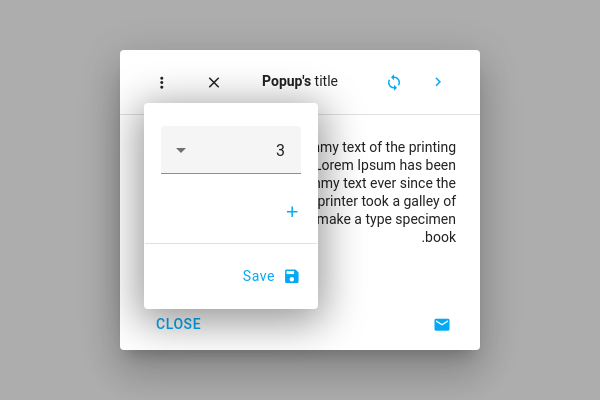 Popup's title
3
my text of the printing
Lorem Ipsum has been
my text ever since the
printer took a galley of
make a type specimen
.book
Save
CLOSE